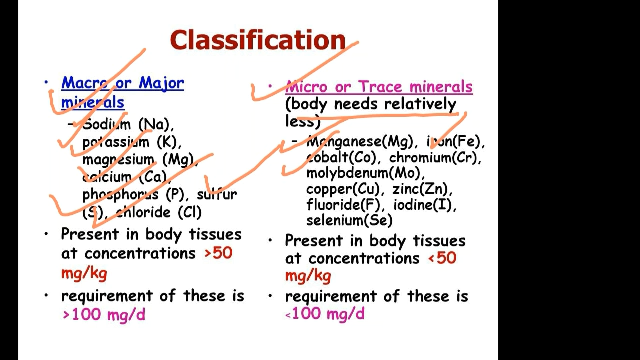 Classification
• Macro or Major
minerals
– Sodium (Na),
potassium (K),
magnesium (Mg),
calcium (Ca),
phosphorus (P), sulfur
(S), chloride (Cl)
• Present in body tissues
at concentrations >50
mg/kg
• requirement of these is
>100 mg/d
• Micro or Trace minerals
(body needs relatively
less)
– Manganese(Mg), iron(Fe),
cobalt(Co), chromium(Cr),
molybdenum(Mo),
copper(Cu), zinc(Zn),
fluoride(F), iodine(I),
selenium(Se)
• Present in body tissues
at concentrations <50
mg/kg
• requirement of these is
<100 mg/d